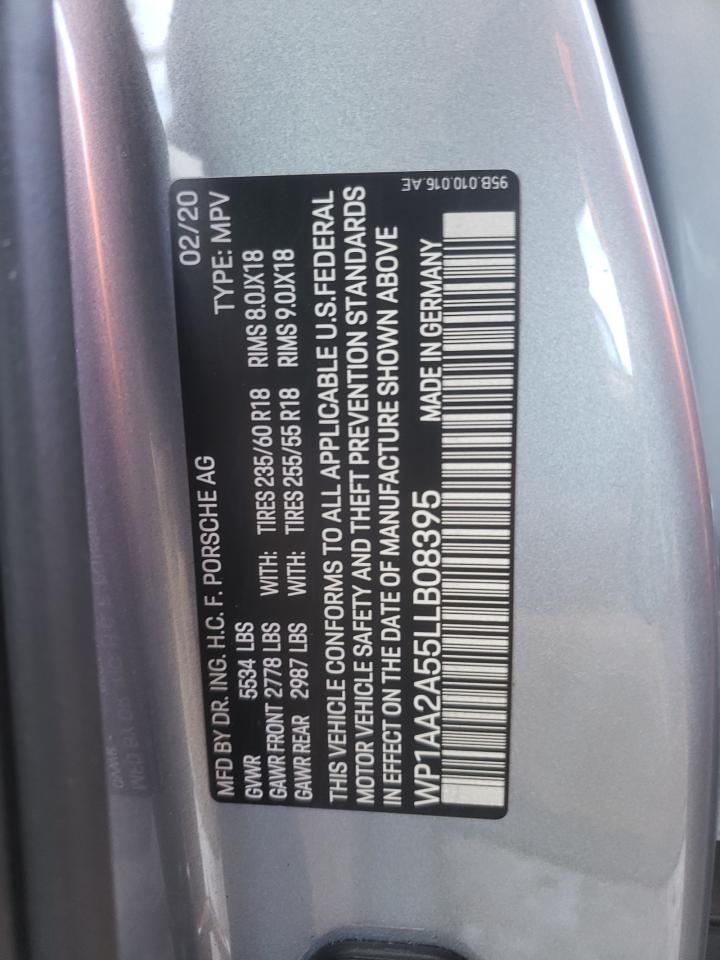 MFD BY DR. ING. H.C. F. PORSCHE AG 02/20
GVWR 5534 LBS TYPE: MPV
GAWR FRONT 2778 LBS WITH: TIRES 235/60 R18 RIMS 8.0JX18
GAWR REAR 2987 LBS WITH: TIRES 255/55 R18 RIMS 9.0JX18
THIS VEHICLE CONFORMS TO ALL APPLICABLE U.S.FEDERAL
MOTOR VEHICLE SAFETY AND THEFT PREVENTION STANDARDS
IN EFFECT ON THE DATE OF MANUFACTURE SHOWN ABOVE
WP1AA2A55LLB08395 MADE IN GERMANY
95B.010.016.AE